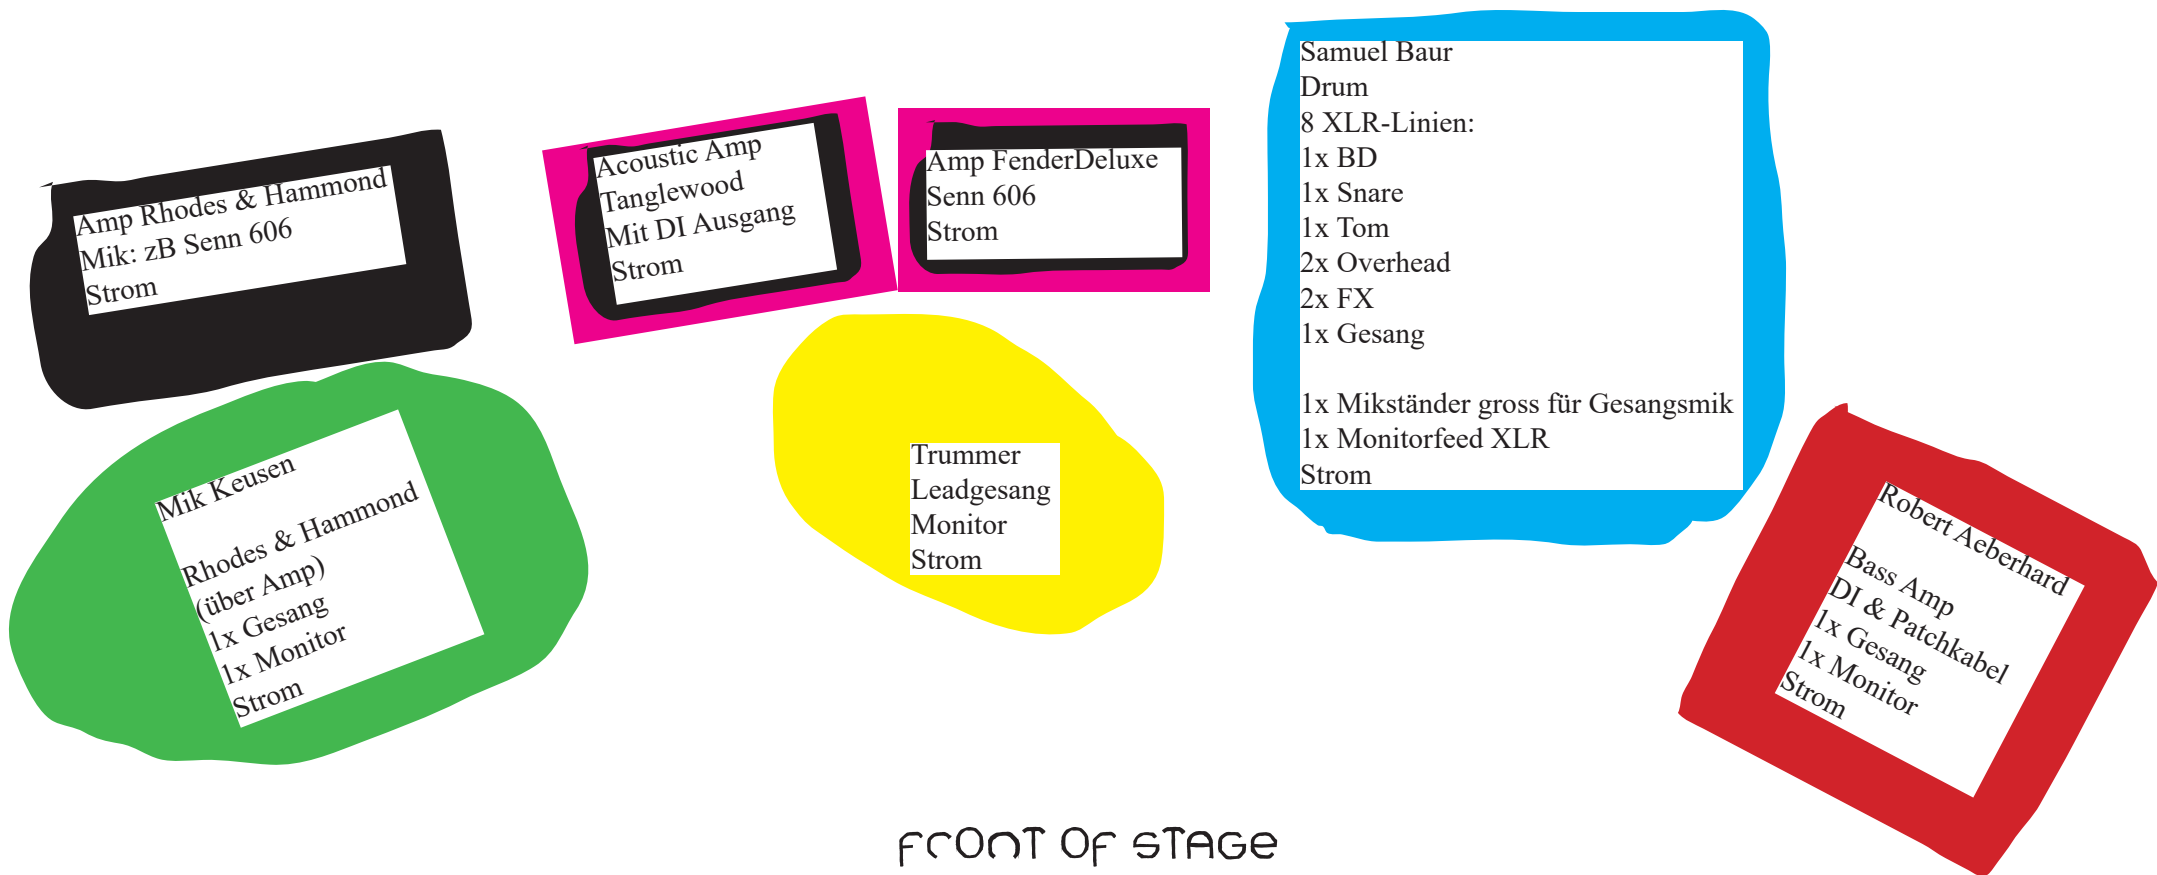 Amp Rhodes & Hammond
Mik: zB Senn 606
Strom
Acoustic Amp
Tanglewood
Mit DI Ausgang
Strom
Amp FenderDeluxe
Senn 606
Strom
Samuel Baur
Drum
8 XLR-Linien:
1x BD
1x Snare
1x Tom
2x Overhead
2x FX
1x Gesang
1x Mikständer gross für Gesangsmik
1x Monitorfeed XLR
Strom
Mik Keusen
Rhodes & Hammond
(über Amp)
1x Gesang
1x Monitor
Strom
Trummer
Leadgesang
Monitor
Strom
Robert Aeberhard
Bass Amp
DI & Patchkabel
1x Gesang
1x Monitor
Strom
FRONT OF STAGE